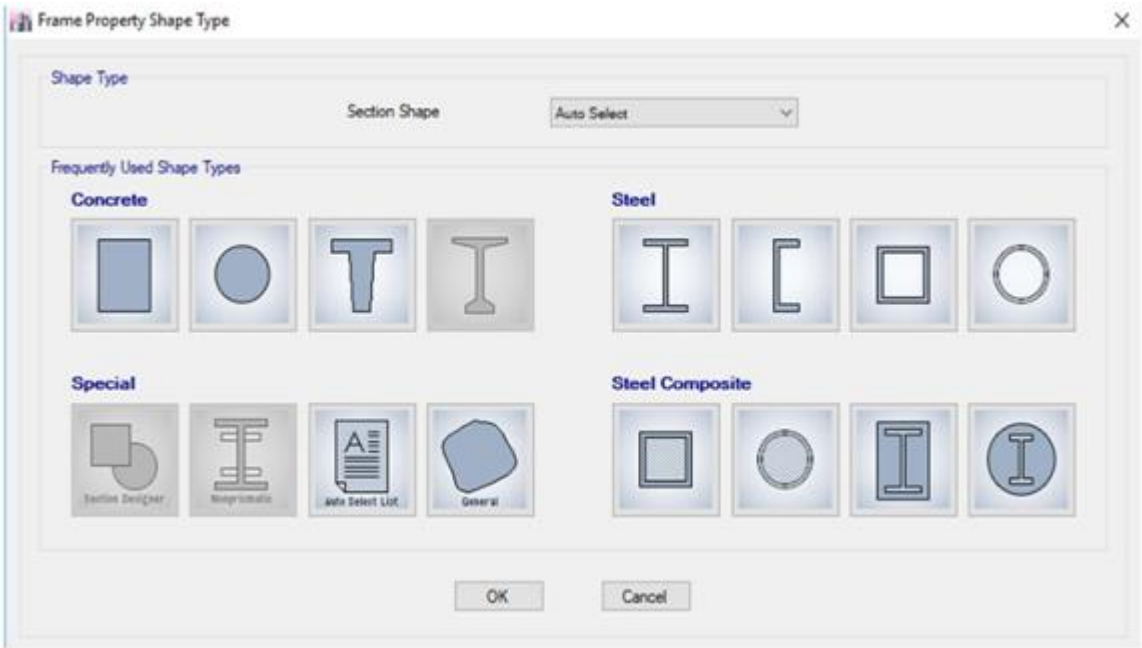 Frame Property Shape Type
Shape Type
Section Shape
Auto Select
Frequently Used Shape Types
Concrete
Steel
Special
Steel Composite
Section Designer
Nonprismatic
Auto Select List
General
OK
Cancel